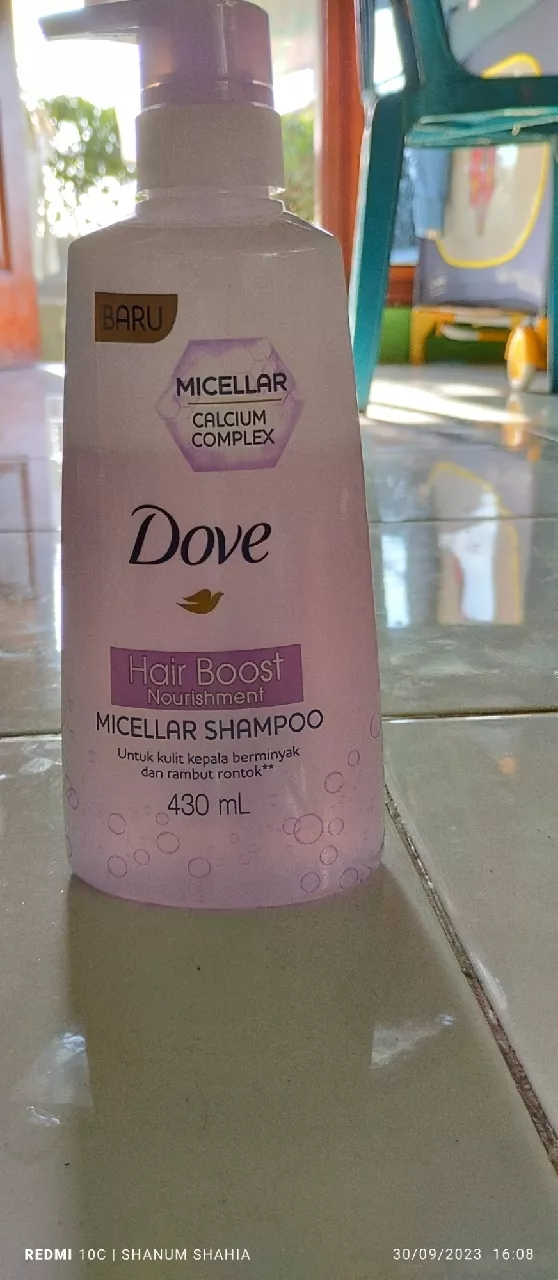 BARU
MICELLAR
CALCIUM
COMPLEX
Dove
Hair Boost
Nourishment
MICELLAR SHAMPOO
Untuk kulit kepala berminyak
dan rambut rontok**
430 mL
REDMI 10C | SHANUM SHAHIA
30/09/2023 16:08